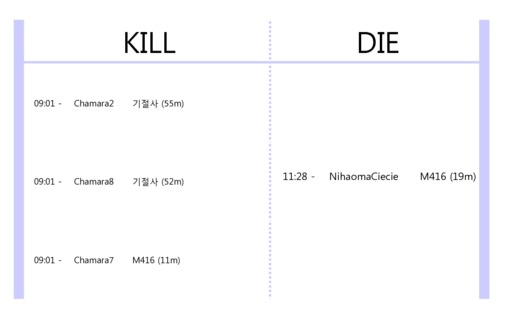 KILL
DIE
09:01 - Chamara2 기절사 (55m)
09:01 - Chamara8 기절사 (52m)
09:01 - Chamara7 M416 (11m)
11:28 - NihaomaCiecie M416 (19m)